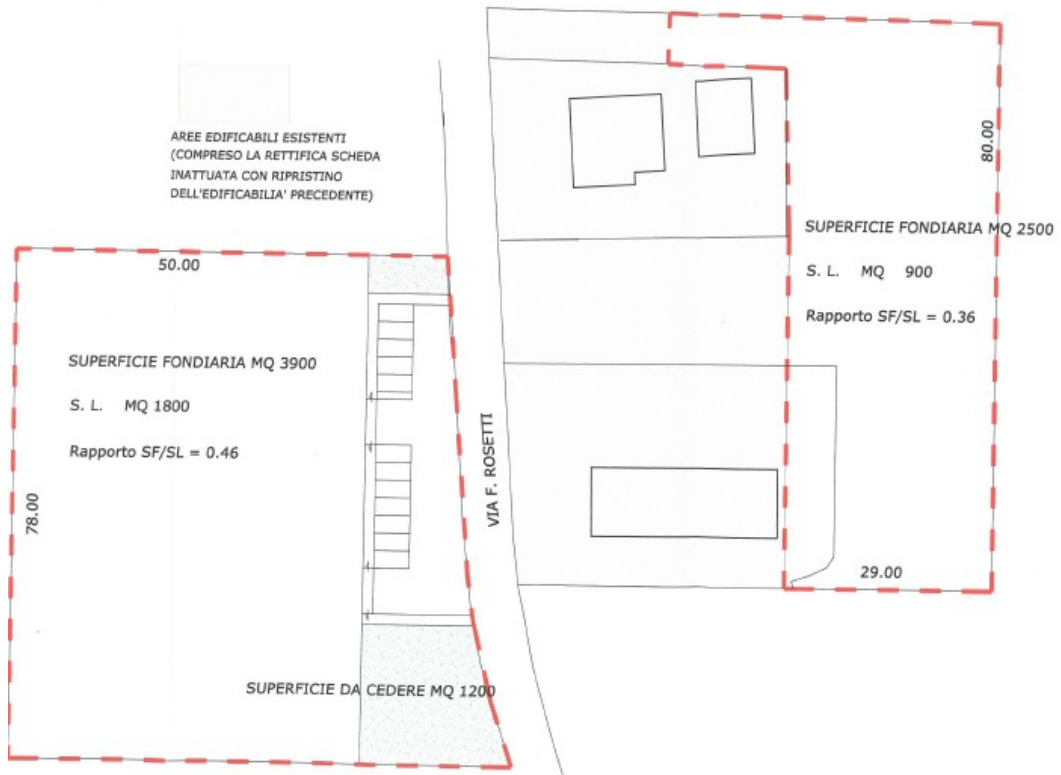 AREE EDIFICABILI ESISTENTI
(COMPRESO LA RETTIFICA SCHEDA
INATTUATA CON RIPRISTINO
DELL'EDIFICABILIA' PRECEDENTE)
50.00
SUPERFICIE FONDIARIA MQ 3900
S. L. MQ 1800
Rapporto SF/SL = 0.46
78.00
SUPERFICIE DA CEDERE MQ 1200
VIA F. ROSETTI
80.00
SUPERFICIE FONDIARIA MQ 2500
S. L. MQ 900
Rapporto SF/SL = 0.36
29.00